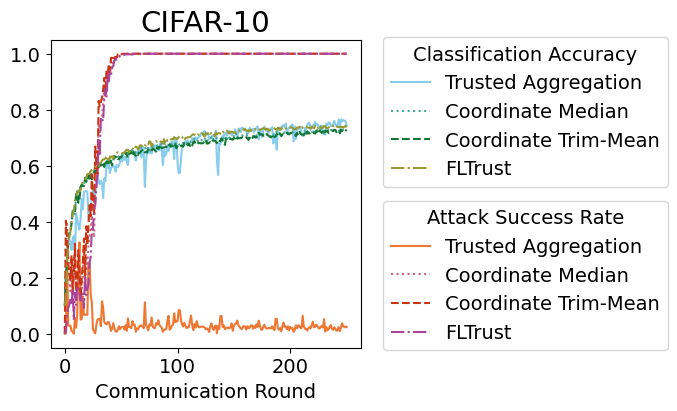 CIFAR-10
1.0
0.8
0.6
0.4
0.2
0.0
0
100
200
Communication Round
Classification Accuracy
Trusted Aggregation
Coordinate Median
Coordinate Trim-Mean
FLTrust
Attack Success Rate
Trusted Aggregation
Coordinate Median
Coordinate Trim-Mean
FLTrust